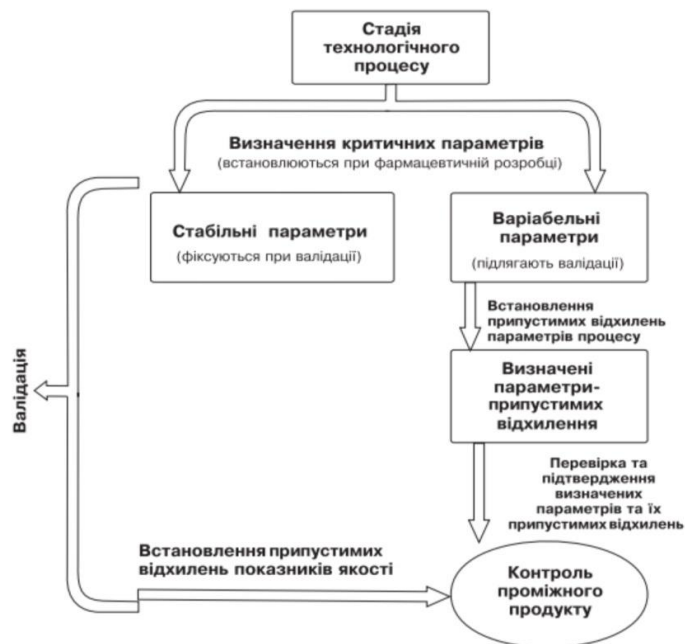 Стадія
технологічного
процесу
Визначення критичних параметрів
(встановлюються при фармацевтичній розробці)
Стабільні параметри
(фіксуються при валідації)
Варіабельні
параметри
(підлягають валідації)
Встановлення
припустимих відхилень
параметрів процесу
Валідація
Визначені
параметри-
припустимих
відхилення
Перевірка та
підтвердження
визначених
параметрів та їх
припустимих відхилень
Встановлення припустимих
відхилень показників якості
Контроль
проміжного
продукту